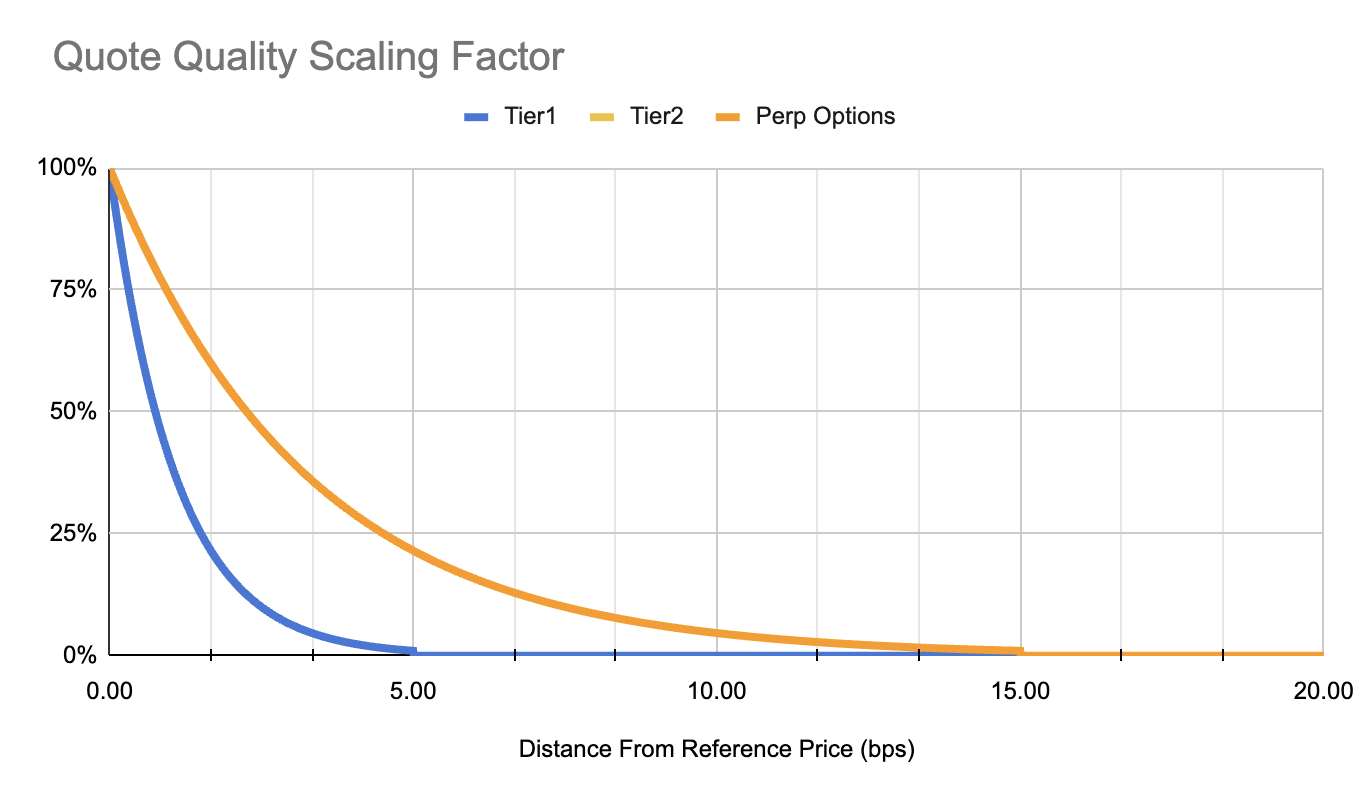 Quote Quality Scaling Factor
Tier1 Tier2 Perp Options
100%
75%
50%
25%
0%
0.00 5.00 10.00 15.00 20.00
Distance From Reference Price (bps)